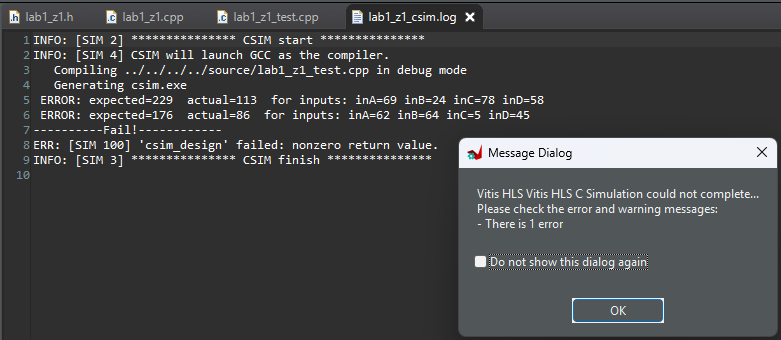 lab1_z1.h lab1_z1.cpp lab1_z1_test.cpp lab1_z1_csim.log
1 INFO: [SIM 2] *************** CSIM start ***************
2 INFO: [SIM 4] CSIM will launch GCC as the compiler.
3    Compiling ../../../../source/lab1_z1_test.cpp in debug mode
4    Generating csim.exe
5  ERROR: expected=229  actual=113  for inputs: inA=69 inB=24 inC=78 inD=58
6  ERROR: expected=176  actual=86  for inputs: inA=62 inB=64 inC=5 inD=45
7 ----------Fail!------------
8 ERR: [SIM 100] 'csim_design' failed: nonzero return value.
9 INFO: [SIM 3] *************** CSIM finish ***************
10
Message Dialog
Vitis HLS Vitis HLS C Simulation could not complete...
Please check the error and warning messages:
- There is 1 error
Do not show this dialog again
OK